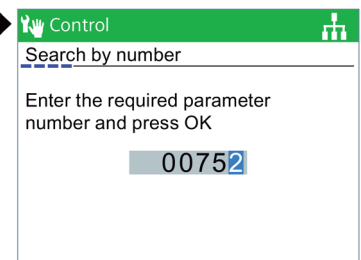 Control
Search by number
Enter the required parameter
number and press OK
00752